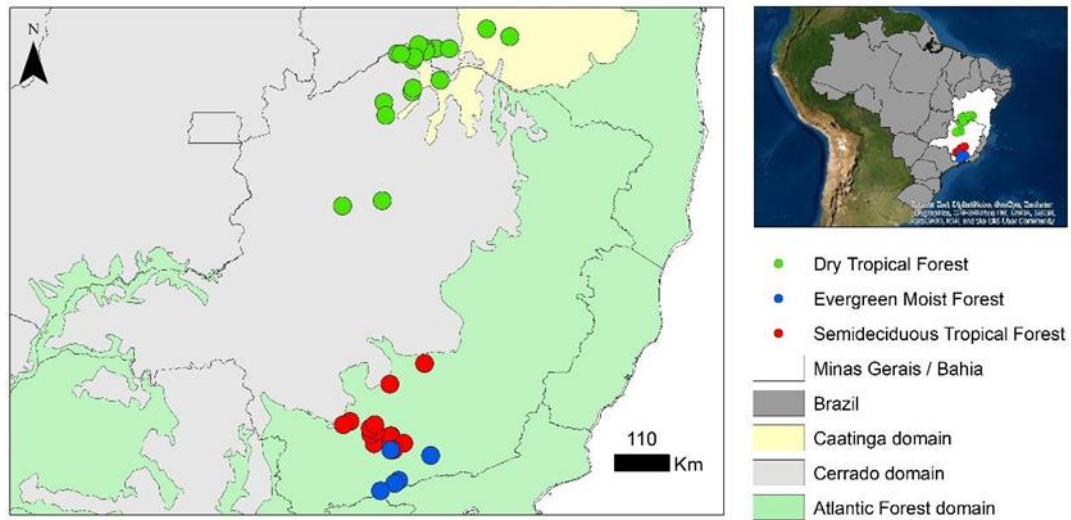 N
110
Km
Dry Tropical Forest
Evergreen Moist Forest
Semideciduous Tropical Forest
Minas Gerais / Bahia
Brazil
Caatinga domain
Cerrado domain
Atlantic Forest domain